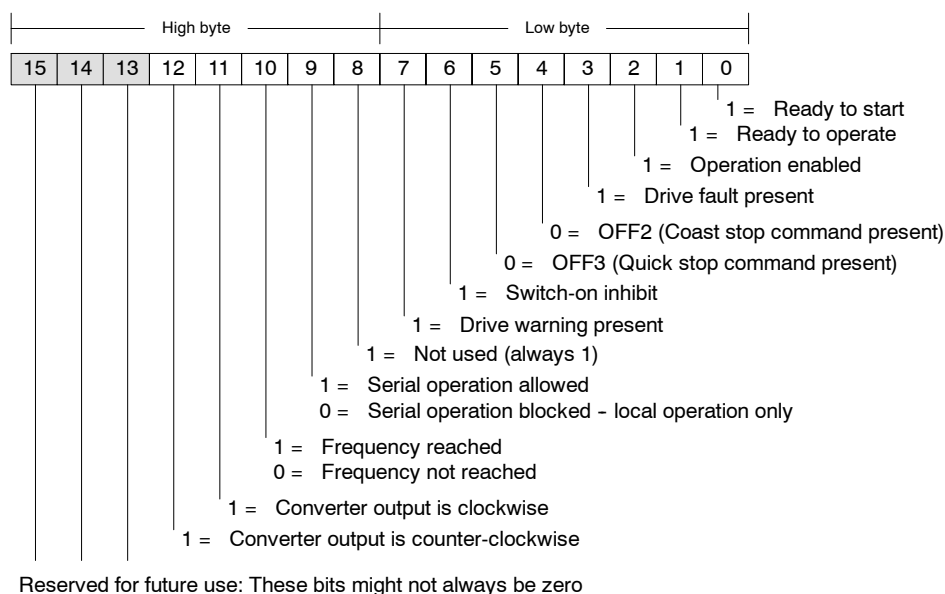 High byte Low byte
15 14 13 12 11 10 9 8 7 6 5 4 3 2 1 0
1 = Ready to start
1 = Ready to operate
1 = Operation enabled
1 = Drive fault present
0 = OFF2 (Coast stop command present)
0 = OFF3 (Quick stop command present)
1 = Switch-on inhibit
1 = Drive warning present
1 = Not used (always 1)
1 = Serial operation allowed
0 = Serial operation blocked - local operation only
1 = Frequency reached
0 = Frequency not reached
1 = Converter output is clockwise
1 = Converter output is counter-clockwise
Reserved for future use: These bits might not always be zero